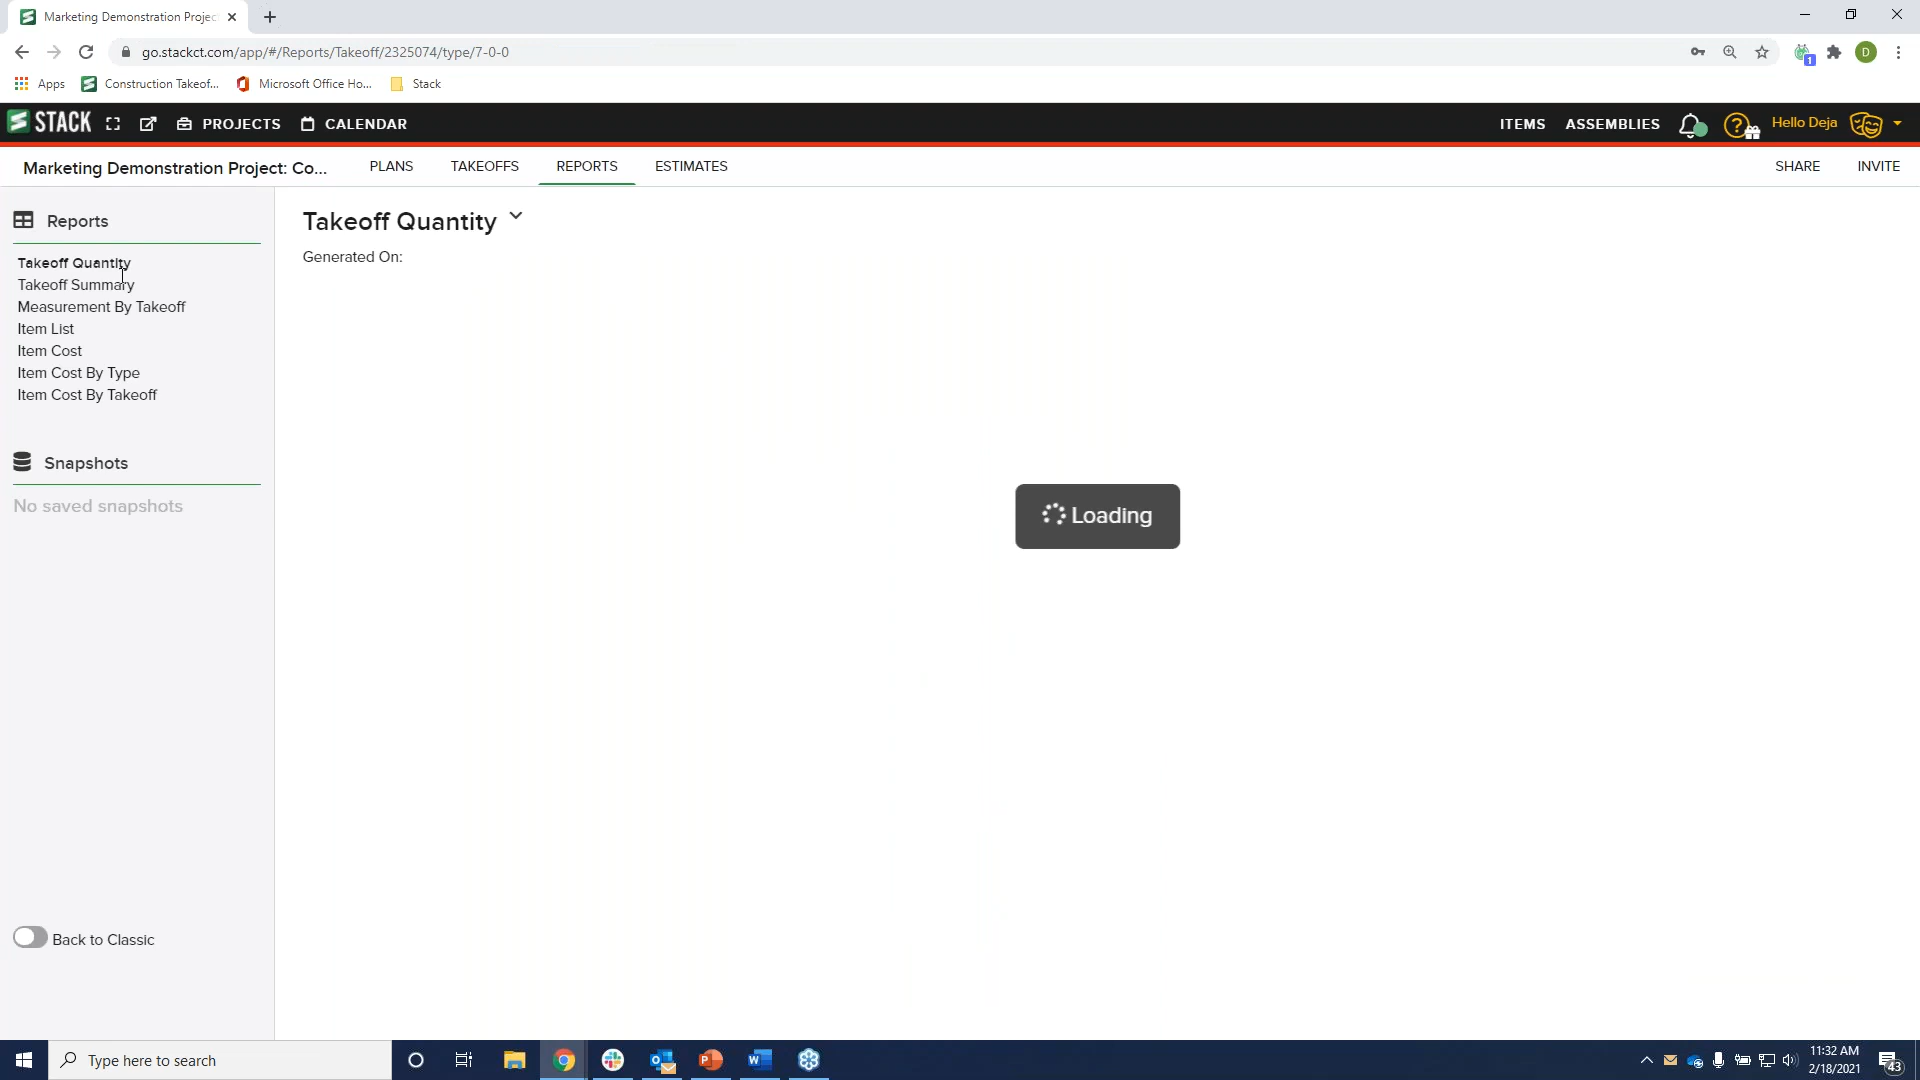 Marketing Demonstration Projec
go.stackct.com/app/#/Reports/Takeoff/2325074/type/7-0-0
1
D
Apps
Construction Takeof...
Microsoft Office Ho...
Stack
STACK
PROJECTS
CALENDAR
ITEMS
ASSEMBLIES
Hello Deja
Marketing Demonstration Project: Co...
PLANS
TAKEOFFS
REPORTS
ESTIMATES
SHARE
INVITE
Reports
Takeoff Quantity
Takeoff Summary
Measurement By Takeoff
Item List
Item Cost
Item Cost By Type
Item Cost By Takeoff
Snapshots
No saved snapshots
Back to Classic
Takeoff Quantity
Generated On:
Loading
Type here to search
11:32 AM
2/18/2021
43